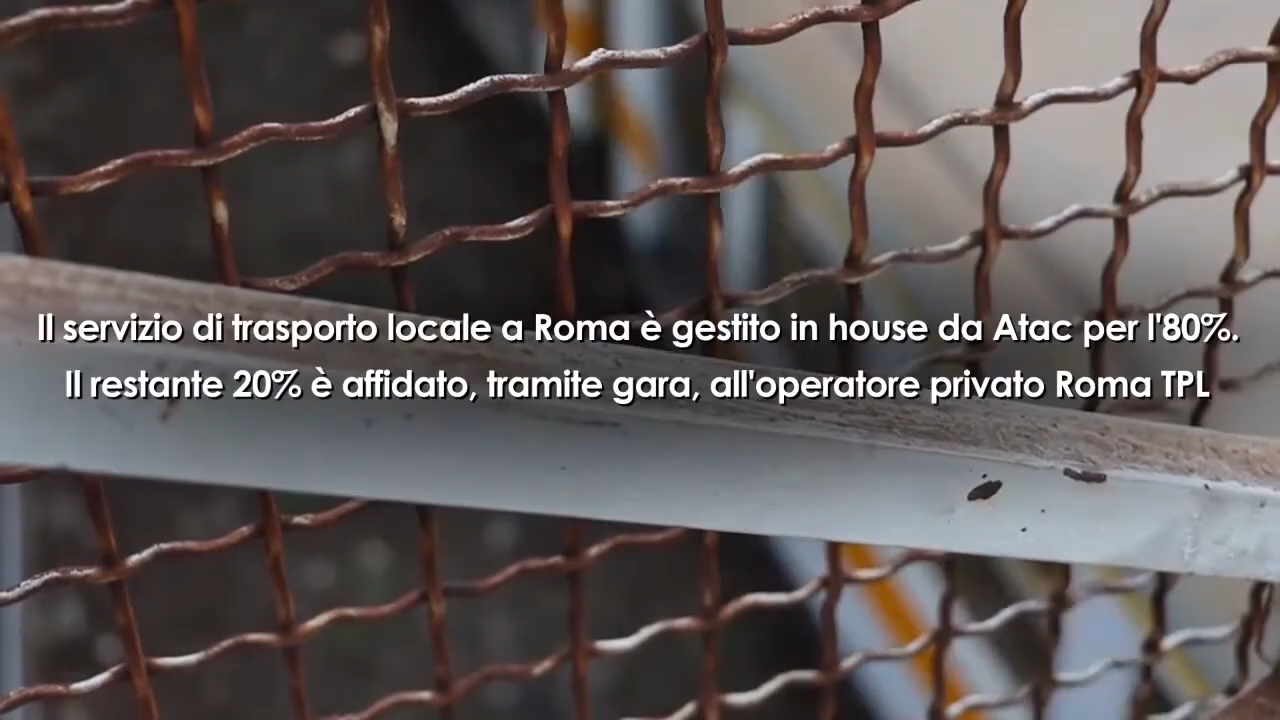 Il servizio di trasporto locale a Roma è gestito in house da Atac per l'80%.
Il restante 20% è affidato, tramite gara, all'operatore privato Roma TPL